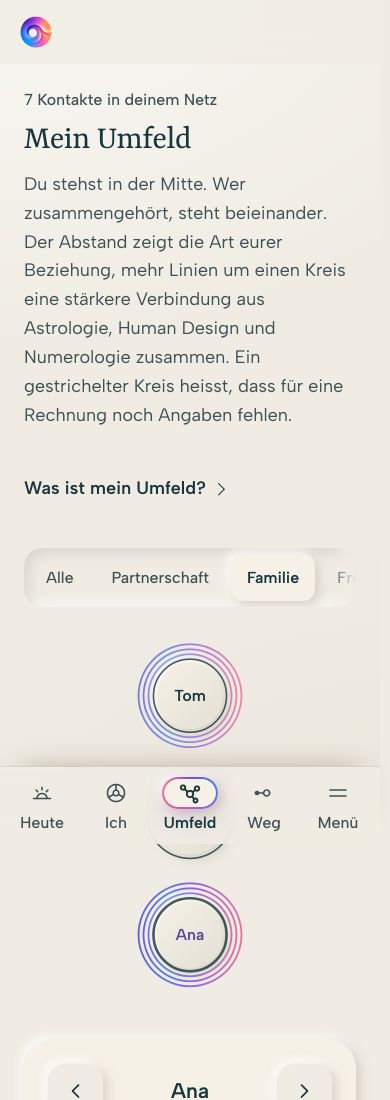 7 Kontakte in deinem Netz
Mein Umfeld
Du stehst in der Mitte. Wer
zusammengehört, steht beieinander.
Der Abstand zeigt die Art eurer
Beziehung, mehr Linien um einen Kreis
eine stärkere Verbindung aus
Astrologie, Human Design und
Numerologie zusammen. Ein
gestrichelter Kreis heisst, dass für eine
Rechnung noch Angaben fehlen.
Was ist mein Umfeld?
Alle Partnerschaft Familie
Tom
Heute Ich Umfeld Weg Menü
Ana
Ana